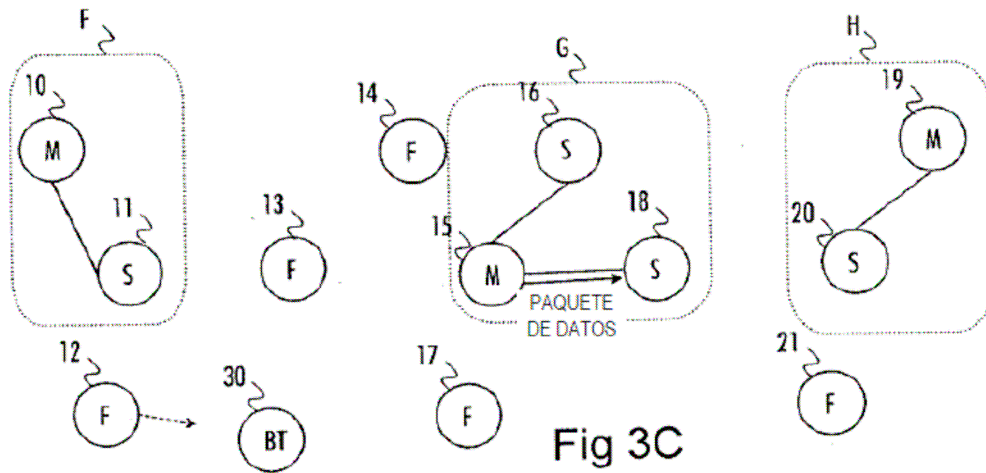 F
G
H
10
14
16
19
M
F
S
M
11
13
15
18
20
S
F
M
S
S
PAQUETE
DE DATOS
12
30
17
21
F
BT
F
F
Fig 3C